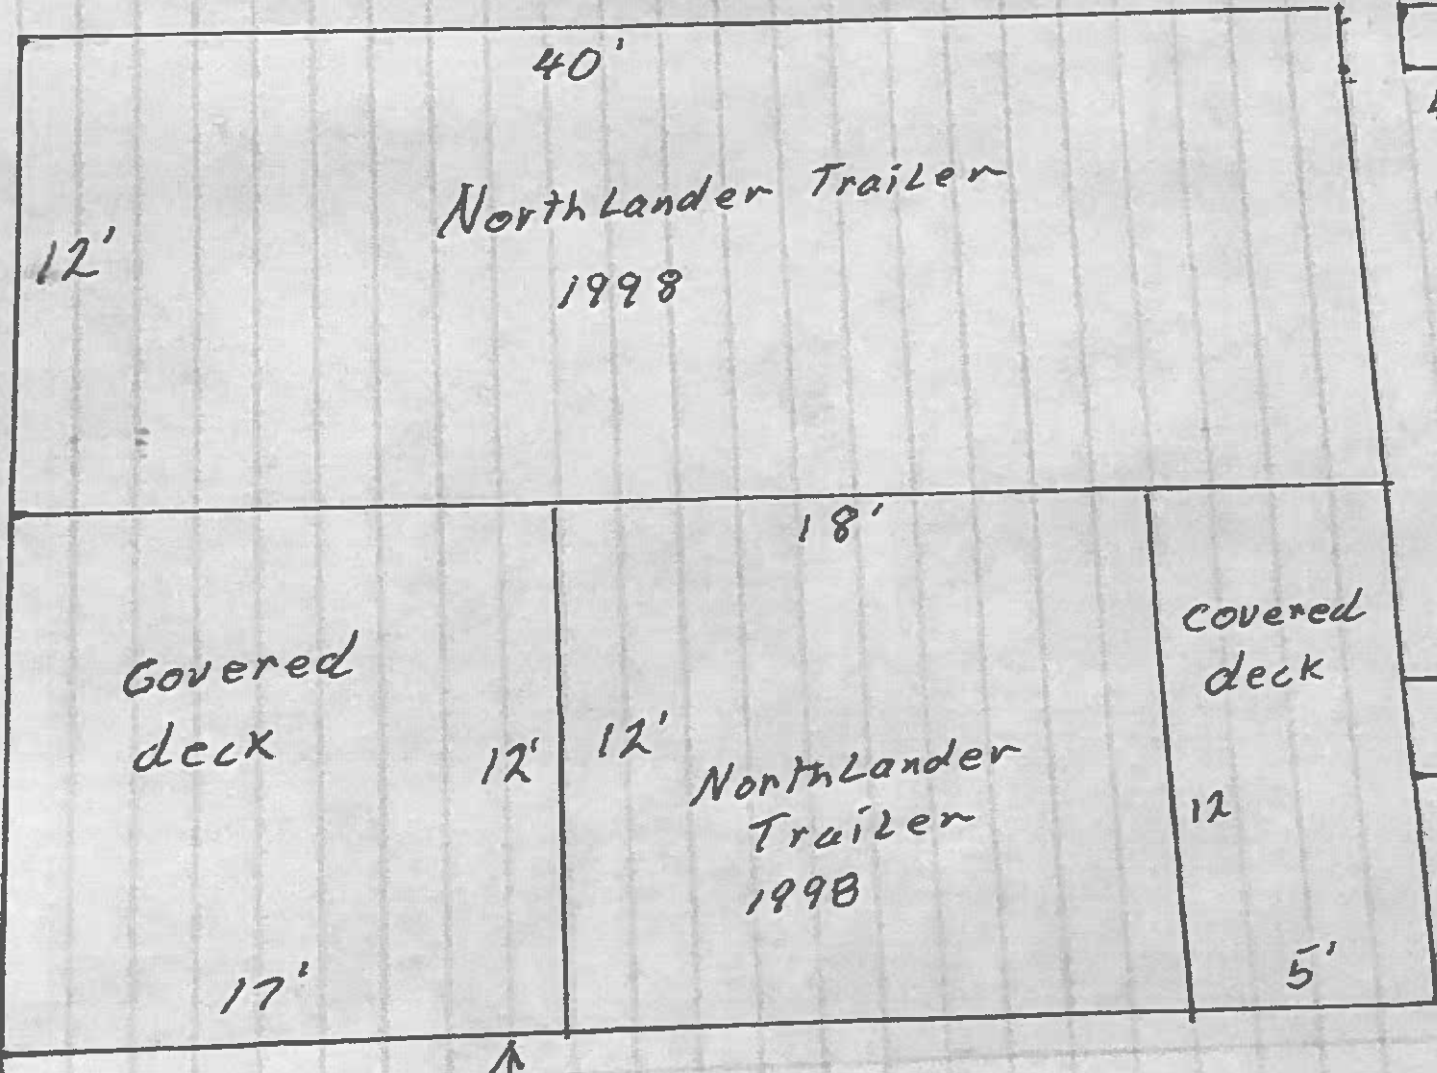 40'
NorthLander Trailer
1998
12'
18'
Covered
deck
12'
17'
12'
NorthLander
Trailer
1998
covered
deck
12
5'